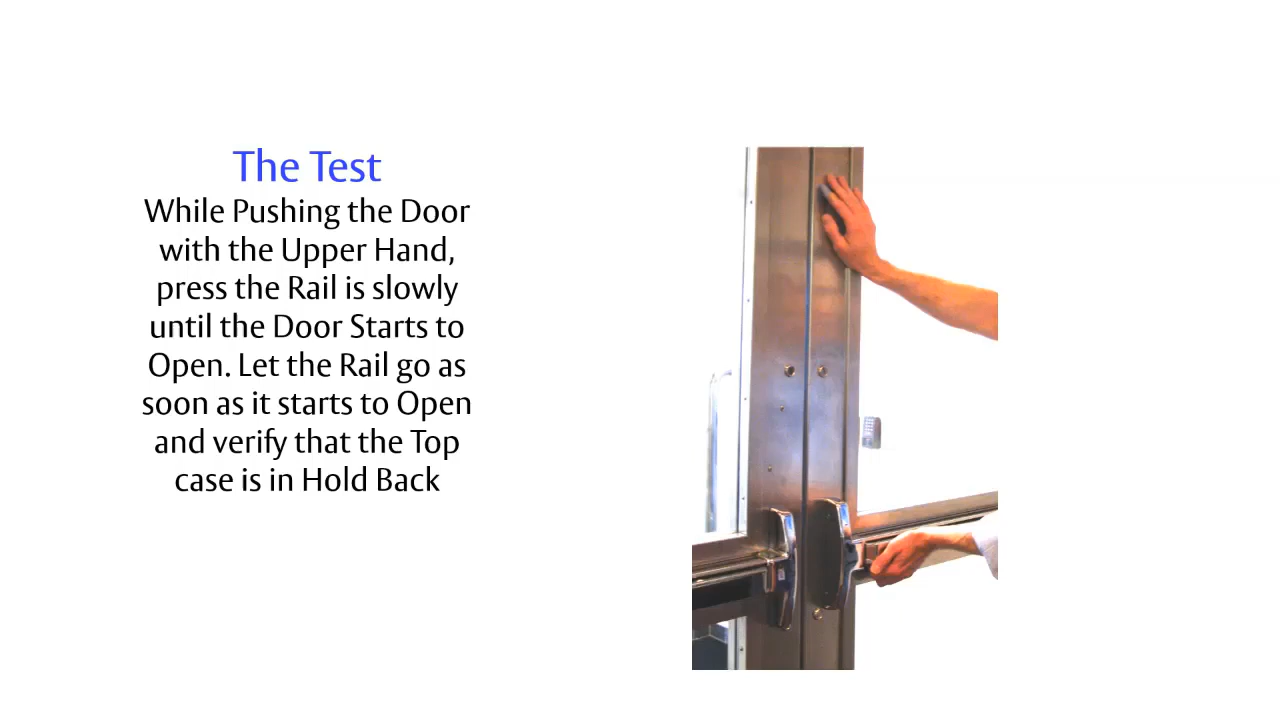 The Test
While Pushing the Door
with the Upper Hand,
press the Rail is slowly
until the Door Starts to
Open. Let the Rail go as
soon as it starts to Open
and verify that the Top
case is in Hold Back